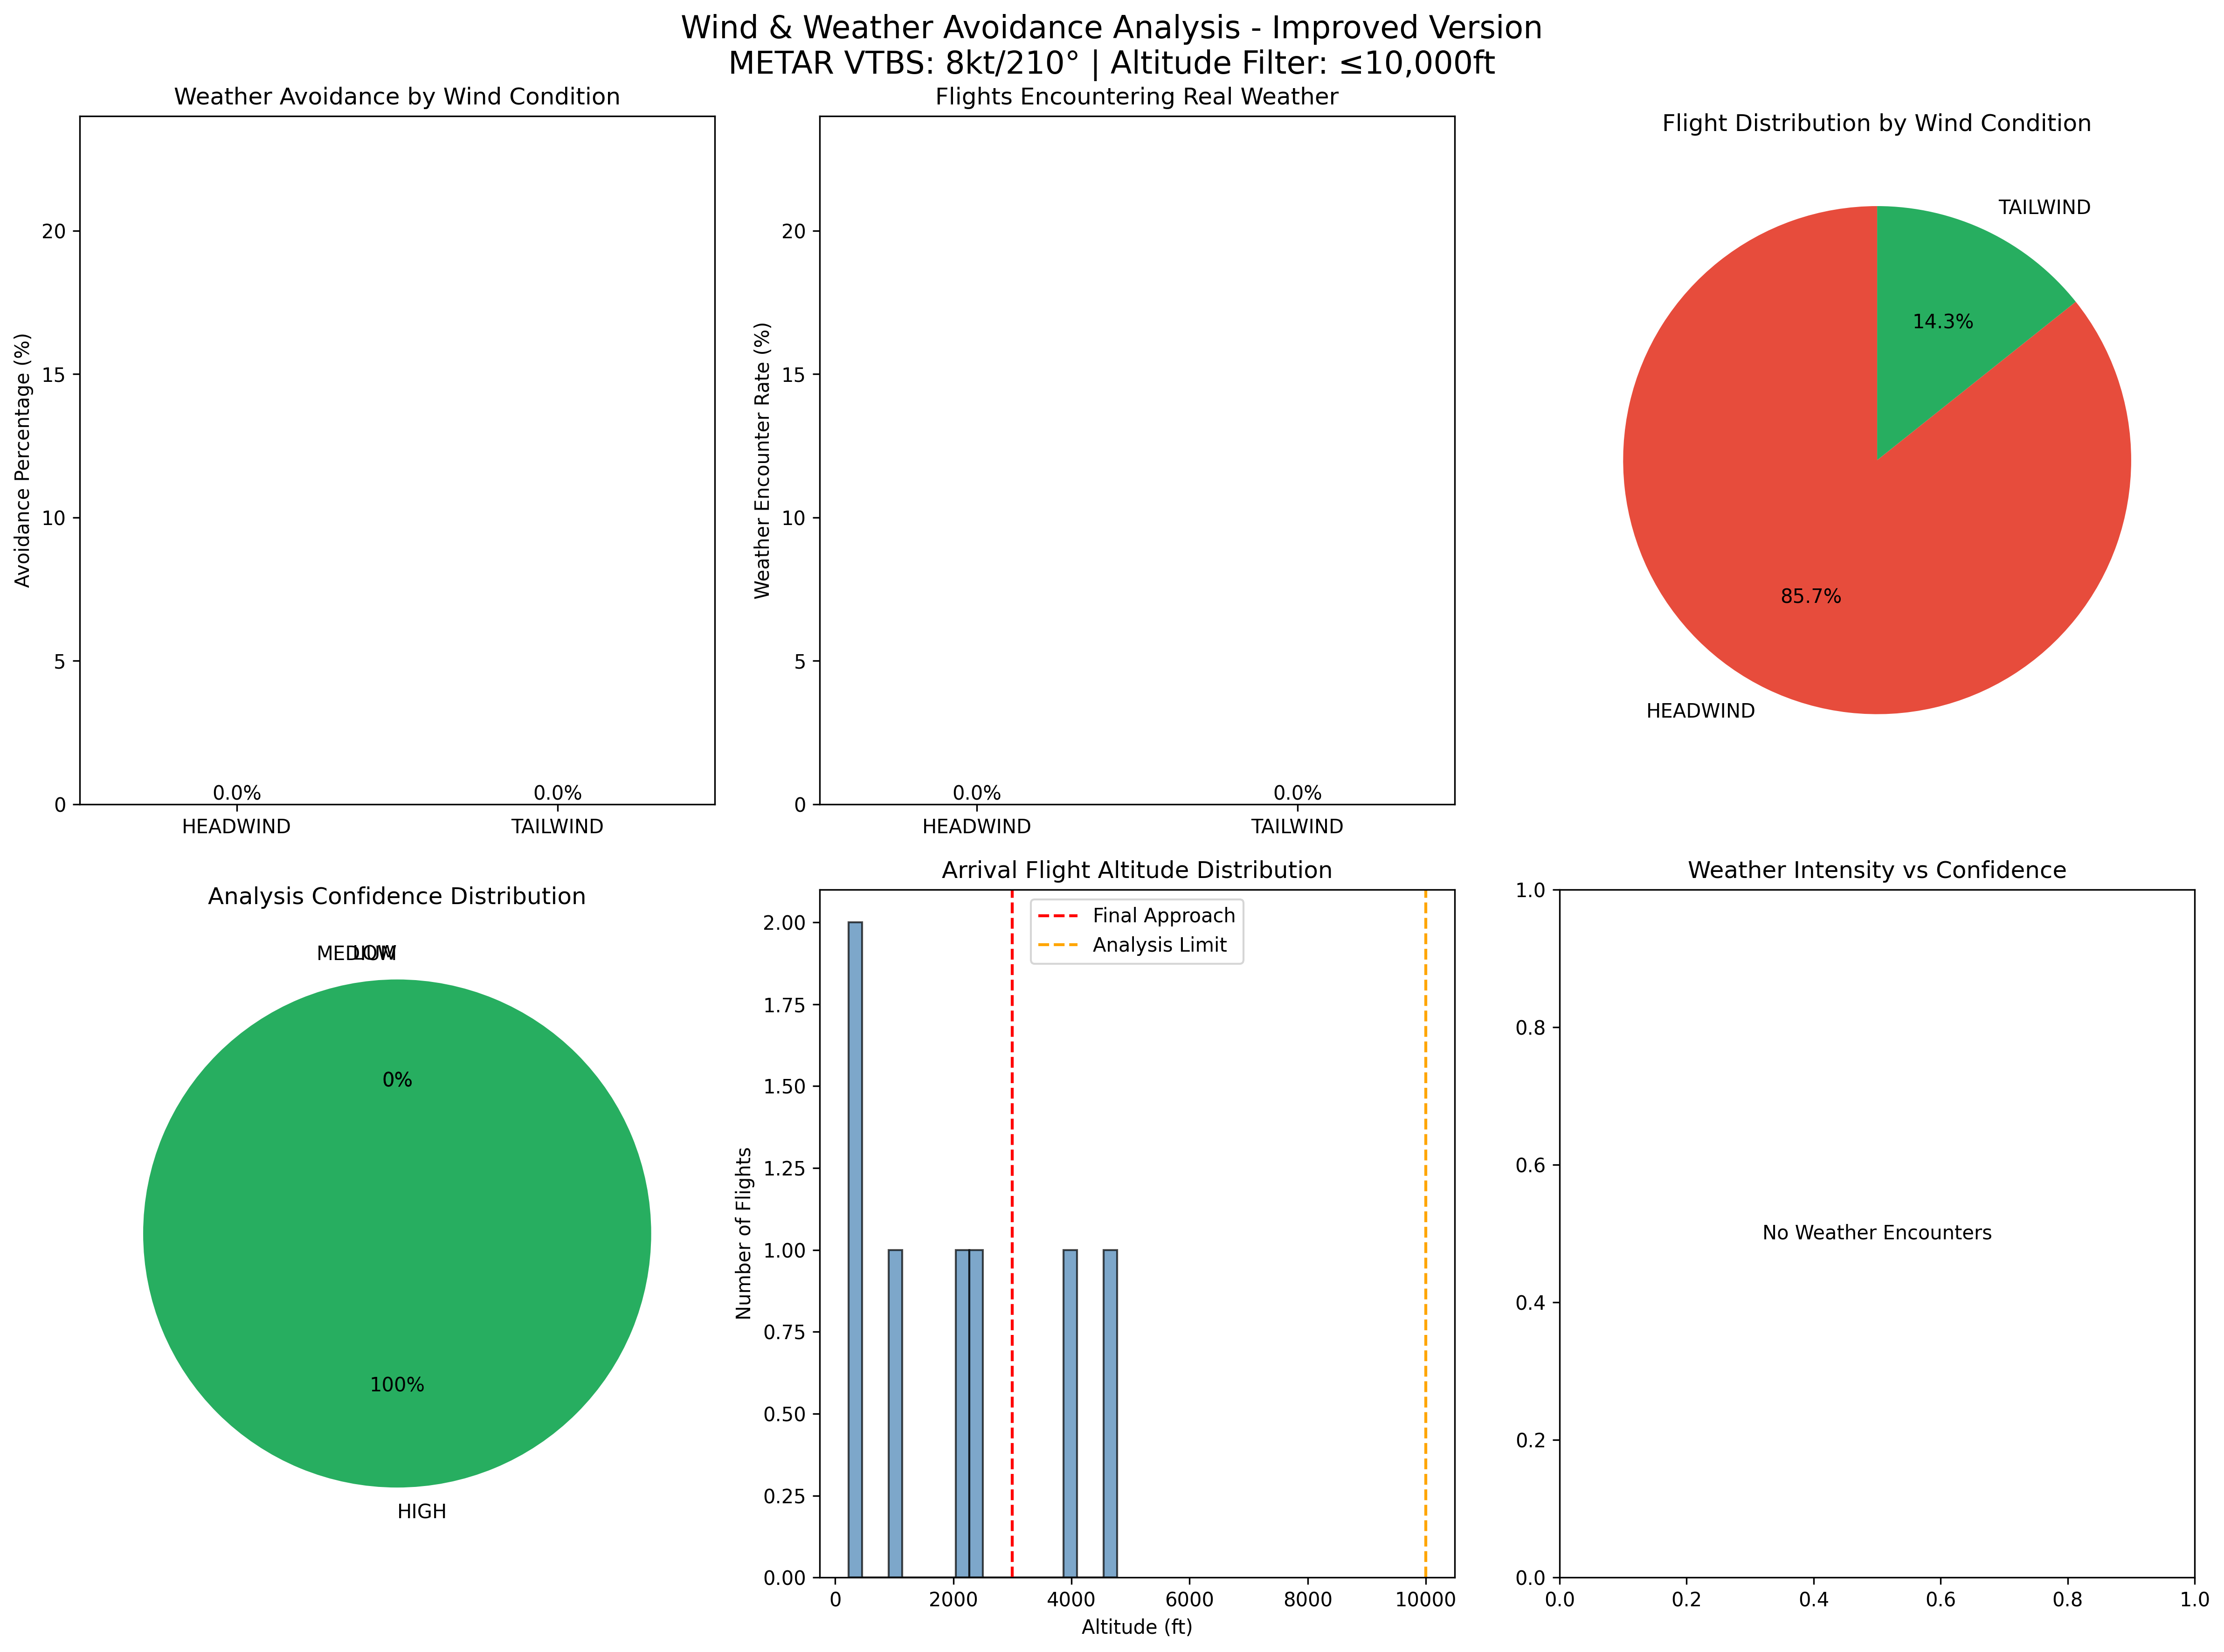 Wind & Weather Avoidance Analysis - Improved Version
METAR VTBS: 8kt/210° | Altitude Filter: ≤10,000ft
Weather Avoidance by Wind Condition
Avoidance Percentage (%)
20
15
10
5
0
0.0%
0.0%
HEADWIND
TAILWIND
Flights Encountering Real Weather
Weather Encounter Rate (%)
20
15
10
5
0
0.0%
0.0%
HEADWIND
TAILWIND
Flight Distribution by Wind Condition
TAILWIND
14.3%
85.7%
HEADWIND
Analysis Confidence Distribution
MEDIUM
LOW
0%
100%
HIGH
Arrival Flight Altitude Distribution
Final Approach
Analysis Limit
Number of Flights
2.00
1.75
1.50
1.25
1.00
0.75
0.50
0.25
0.00
0
2000
4000
6000
8000
10000
Altitude (ft)
Weather Intensity vs Confidence
1.0
0.8
0.6
0.4
0.2
0.0
No Weather Encounters
0.0
0.2
0.4
0.6
0.8
1.0